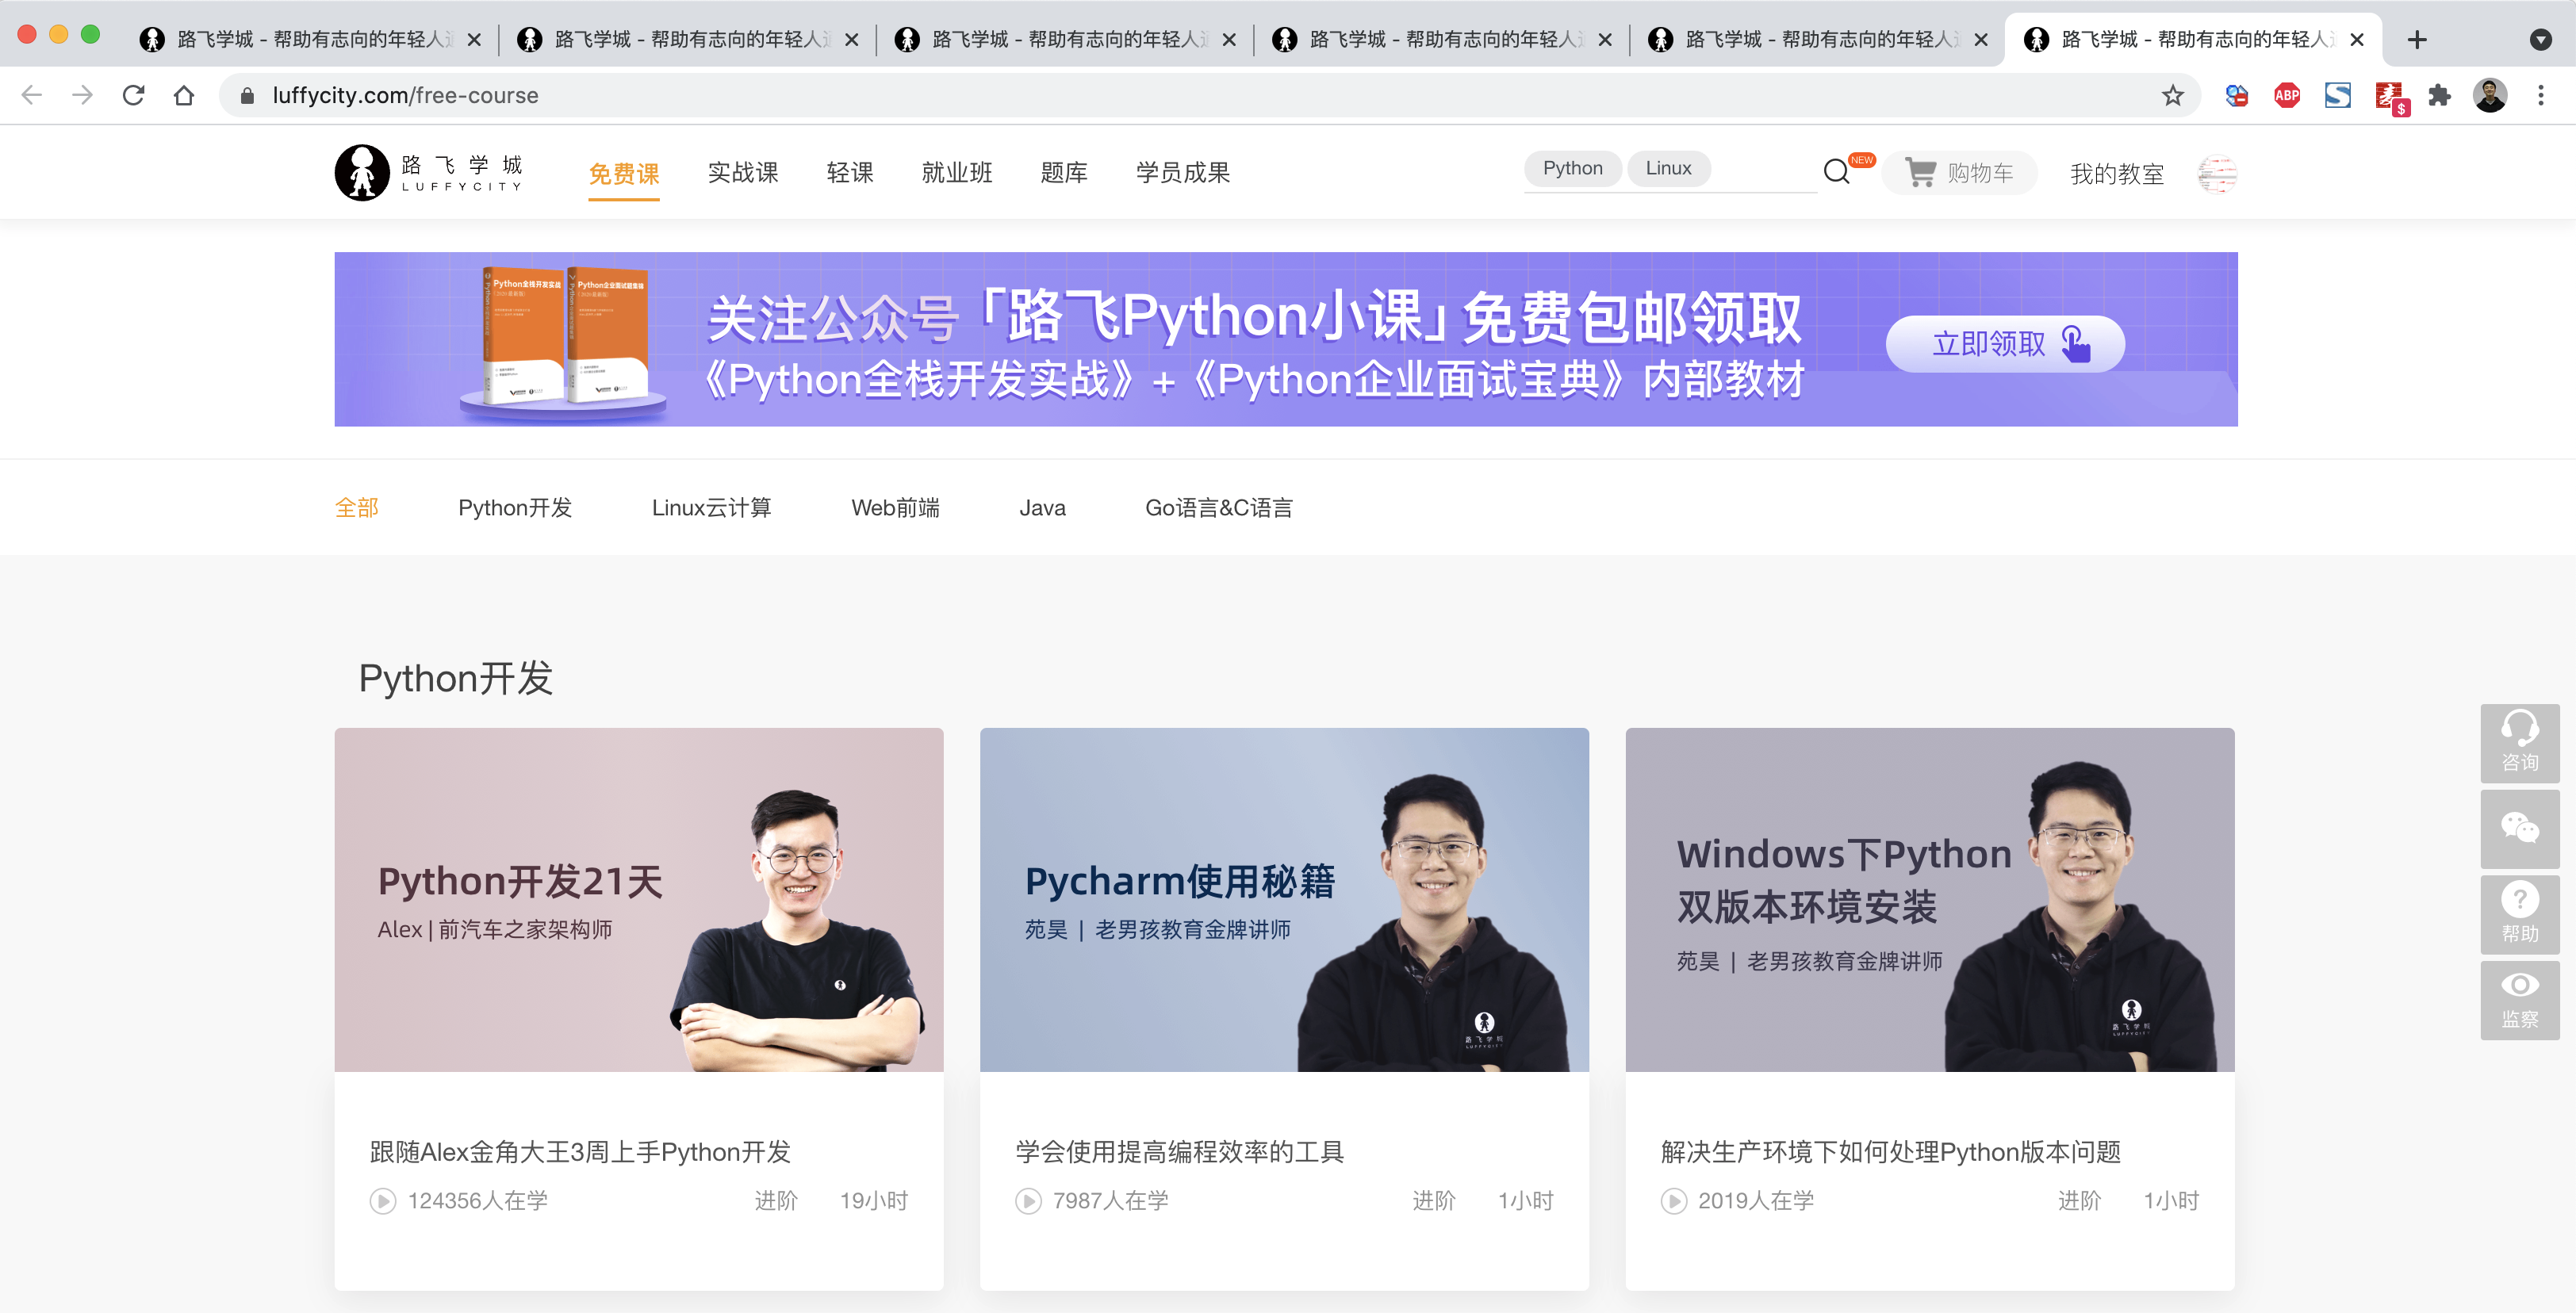 路飞学城 - 帮助有志向的年轻人
路飞学城 - 帮助有志向的年轻人
路飞学城 - 帮助有志向的年轻人
路飞学城 - 帮助有志向的年轻人
路飞学城 - 帮助有志向的年轻人
路飞学城 - 帮助有志向的年轻人
luffycity.com/free-course
ABP
$
路飞学城
LUFFYCITY
免费课 实战课 轻课 就业班 题库 学员成果
Python Linux
NEW
购物车
我的教室
Python全栈开发实战
Python企业面试题集锦
关注公众号「路飞Python小课」免费包邮领取
《Python全栈开发实战》+《Python企业面试宝典》内部教材
立即领取
全部 Python开发 Linux云计算 Web前端 Java Go语言&C语言
Python开发
Python开发21天
Alex | 前汽车之家架构师
跟随Alex金角大王3周上手Python开发
124356人在学 进阶 19小时
Pycharm使用秘籍
苑昊 | 老男孩教育金牌讲师
路飞学城
LUFFYCITY
学会使用提高编程效率的工具
7987人在学 进阶 1小时
Windows下Python
双版本环境安装
苑昊 | 老男孩教育金牌讲师
路飞学城
LUFFYCITY
解决生产环境下如何处理Python版本问题
2019人在学 进阶 1小时
咨询
?
帮助
监察